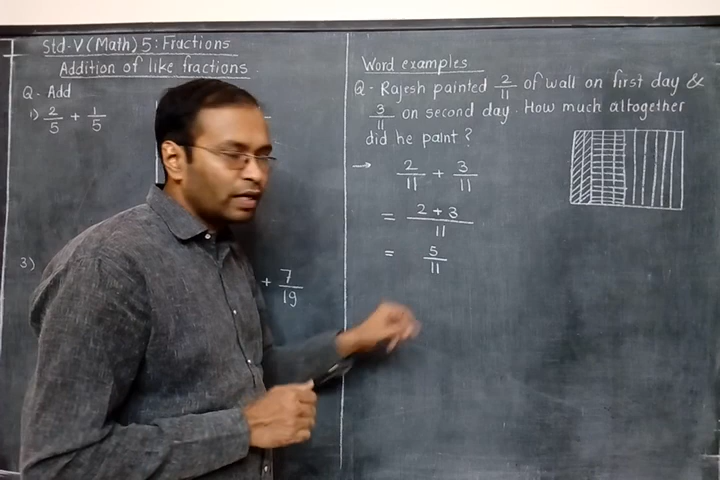 Std-V (Math) 5: Fractions
Addition of like fractions
Q - Add
1) 2/5 + 1/5
3)
+ 7/19
Word examples
Q - Rajesh painted 2/11 of wall on first day &
3/11 on second day. How much altogether
did he paint?
→ 2/11 + 3/11
= 2 + 3/11
= 5/11